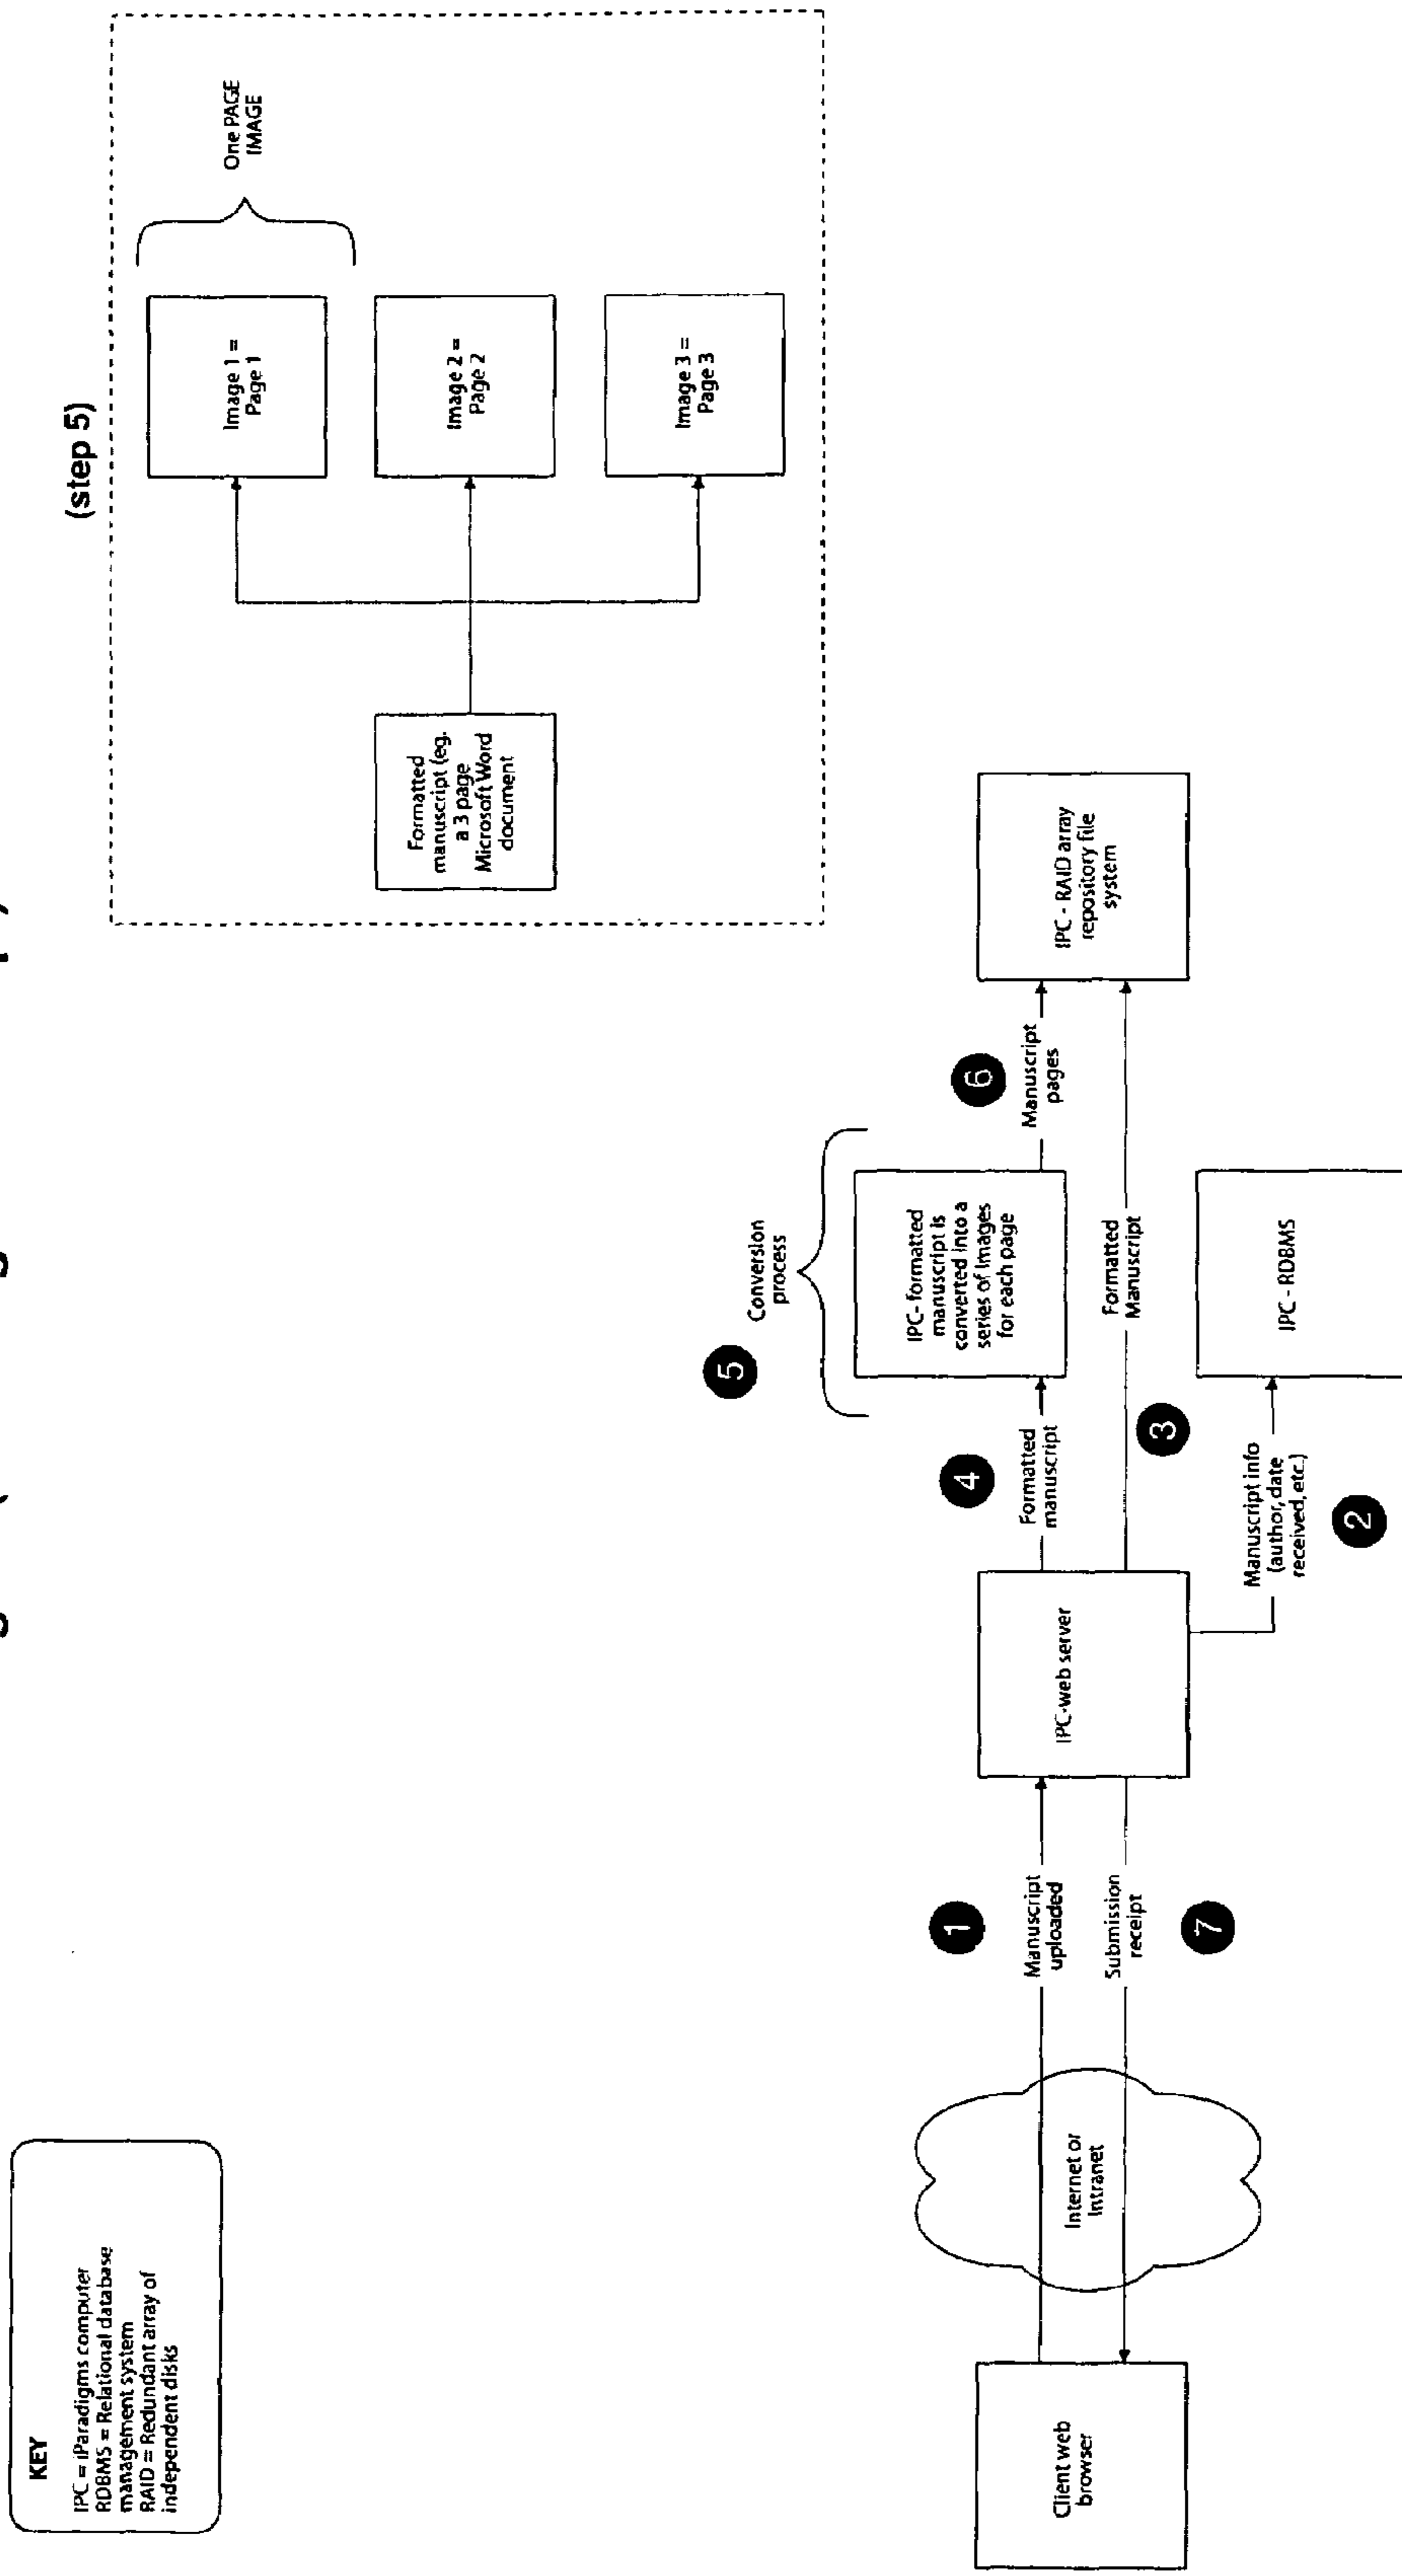 (step 5)
One PAGE
IMAGE
Image 1 =
Page 1
Image 2 =
Page 2
Image 3 =
Page 3
Formatted
manuscript (eg.
a 3 page
Microsoft Word
document
KEY
IPC = iParadigms computer
RDBMS = Relational database
management system
RAID = Redundant array of
independent disks
Client web
browser
Internet or
Intranet
1
Manuscript
uploaded
Submission
receipt
7
IPC-web server
4
Formatted
manuscript
3
Manuscript info
(author, date
received, etc.)
2
5
Conversion
process
IPC- formatted
manuscript is
converted into a
series of images
for each page
Formatted
Manuscript
IPC - RDBMS
6
Manuscript
pages
IPC - RAID array
repository file
system